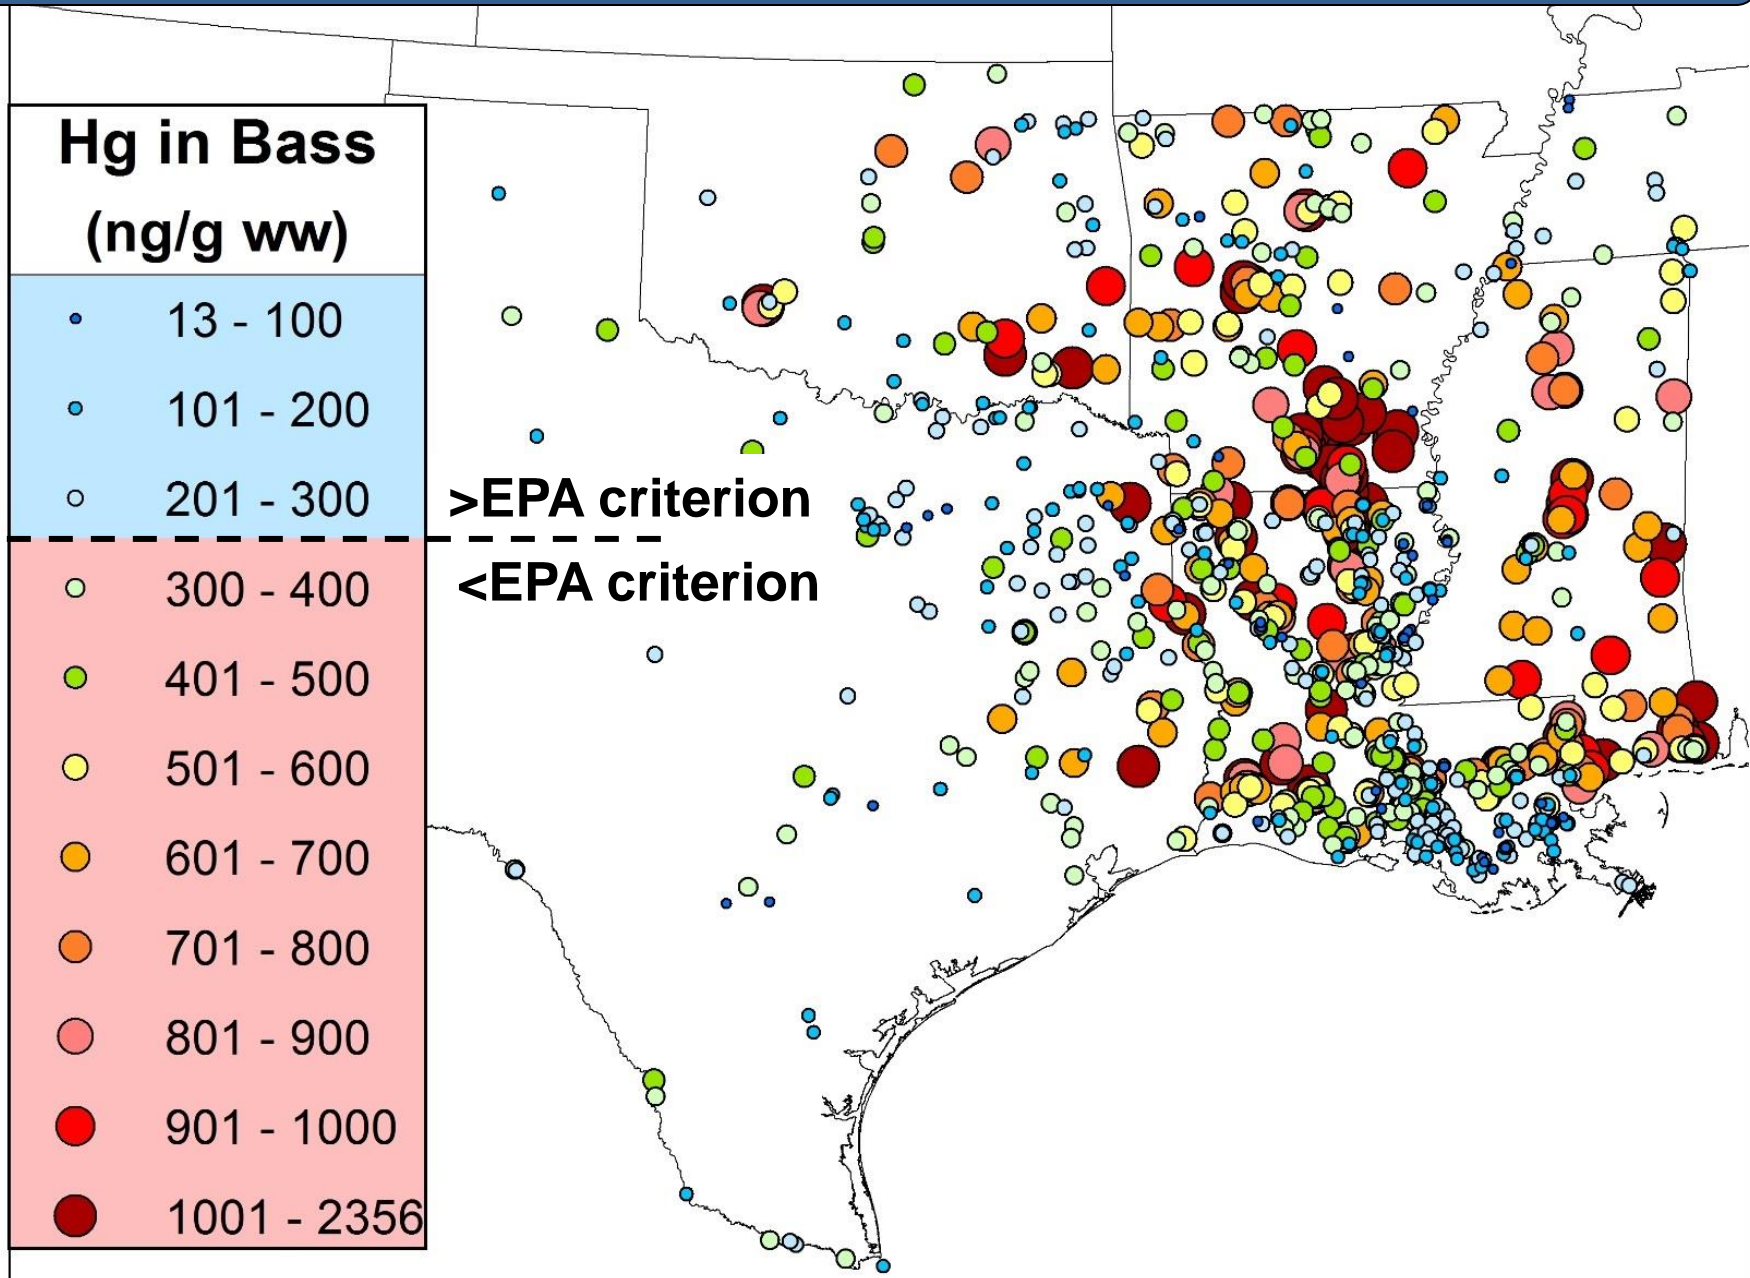 Hg in Bass
(ng/g ww)
13 - 100
101 - 200
201 - 300
>EPA criterion
<EPA criterion
300 - 400
401 - 500
501 - 600
601 - 700
701 - 800
801 - 900
901 - 1000
1001 - 2356